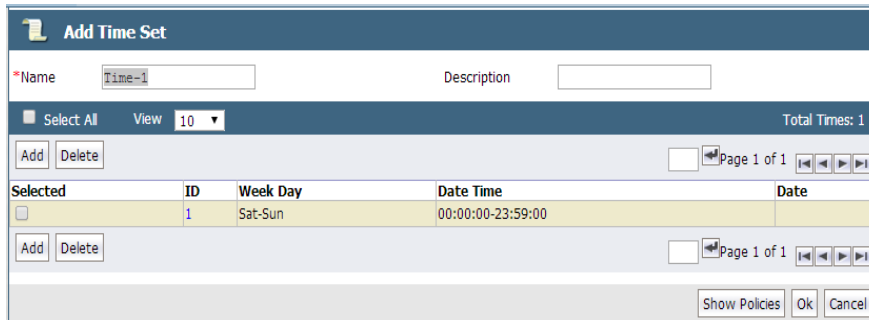 Add Time Set
*Name Time-1 Description
Select All View 10 Total Times: 1
Add Delete Page 1 of 1
Selected ID Week Day Date Time Date
1 Sat-Sun 00:00:00-23:59:00
Add Delete Page 1 of 1
Show Policies Ok Cancel